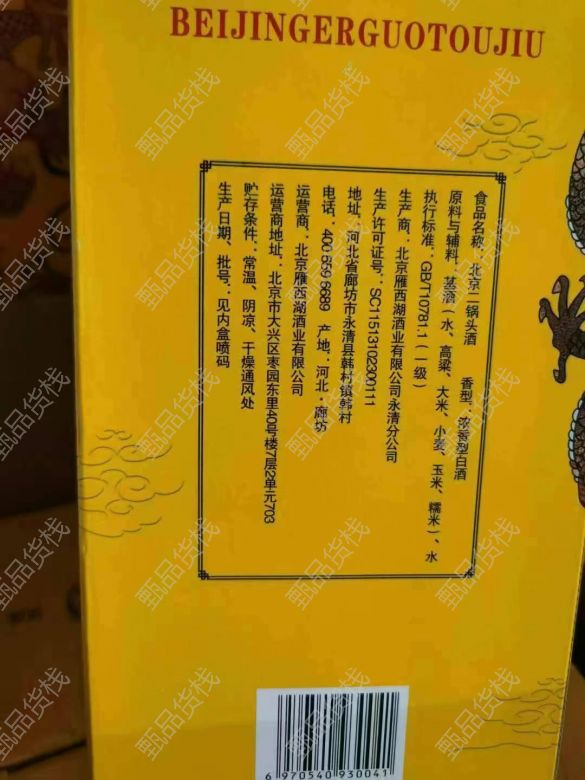 BEIJINGERGUOTOUJIU
食品名称：北京二锅头酒 香型：浓香型白酒
原料与辅料：基酒（水、高粱、大米、小麦、玉米、糯米）、水
执行标准：GB/T10781.1（一级）
生产商：北京雁西湖酒业有限公司永清分公司
生产许可证号：SC11513102300111
地址：河北省廊坊市永清县韩村镇韩村
电话：400 659 6689 产地：河北·廊坊
运营商：北京雁西湖酒业有限公司
运营商地址：北京市大兴区枣园东里40号楼7层2单元703
贮存条件：常温、阴凉、干燥通风处
生产日期、批号：见内盒喷码
6 970540 930041
甄品货栈